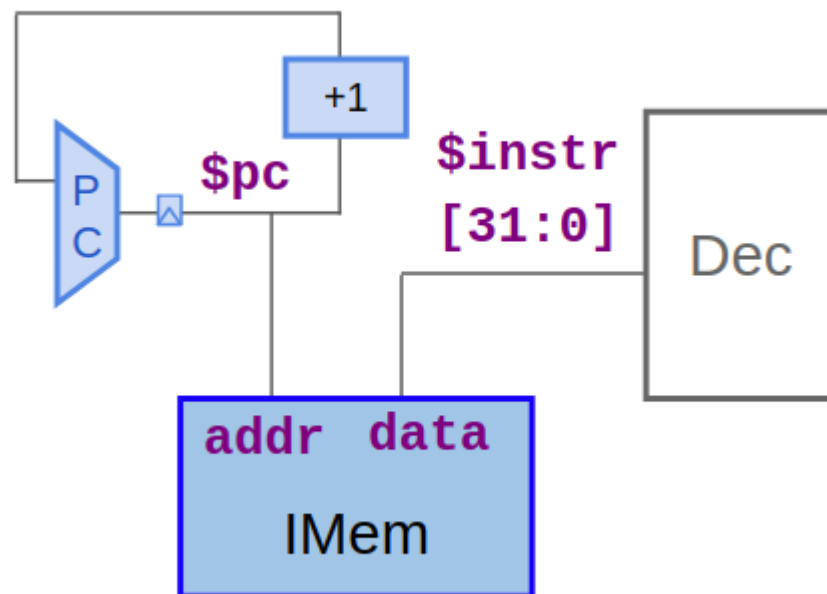 +1
$pc
$instr
[31:0]
P
C
Dec
addr data
IMem